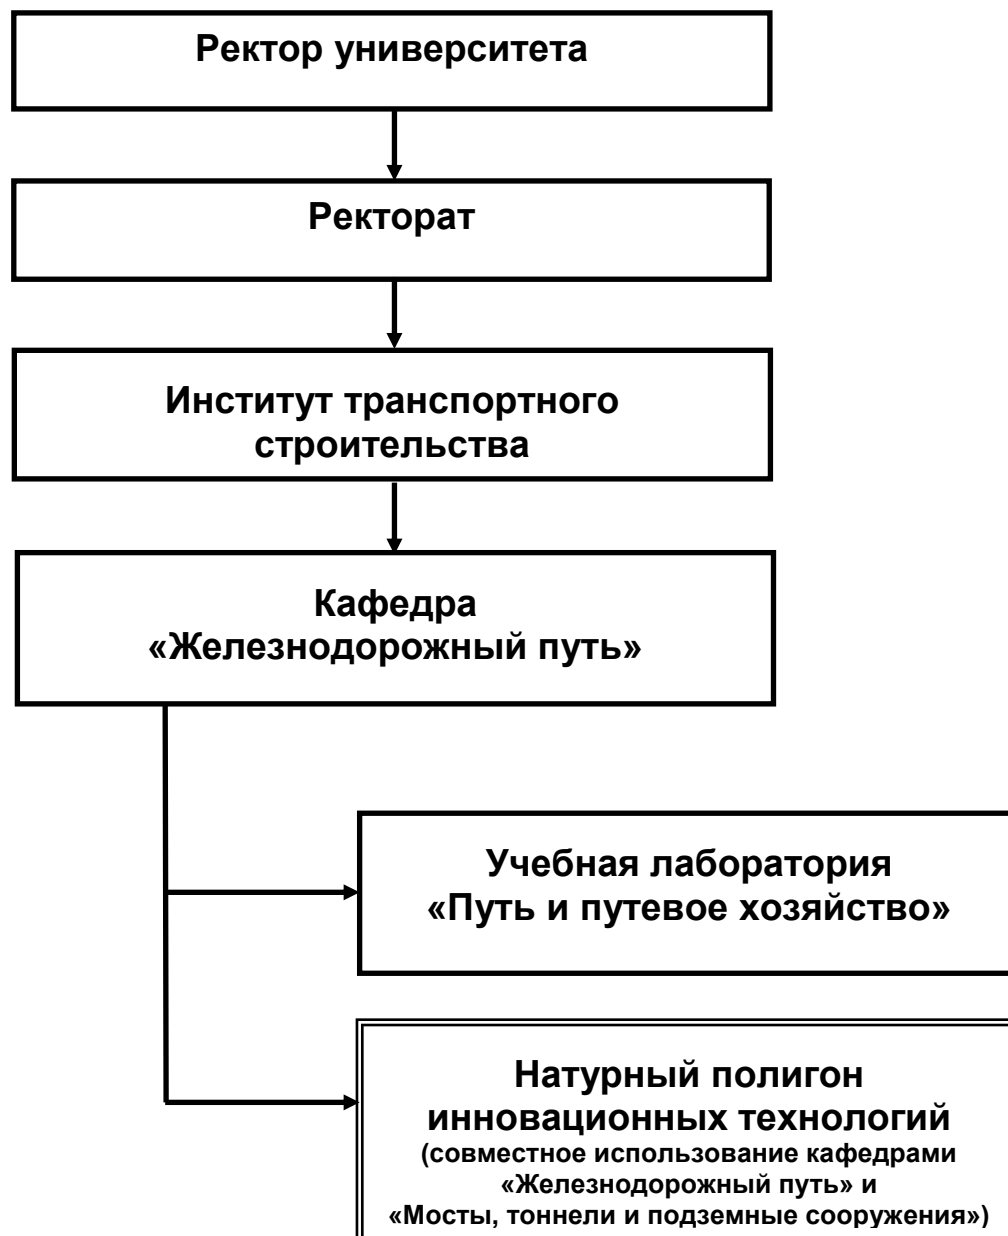 Ректор университета
Ректорат
Институт транспортного
строительства
Кафедра
«Железнодорожный путь»
Учебная лаборатория
«Путь и путевое хозяйство»
Натурный полигон
инновационных технологий
(совместное использование кафедрами
«Железнодорожный путь» и
«Мосты, тоннели и подземные сооружения»)